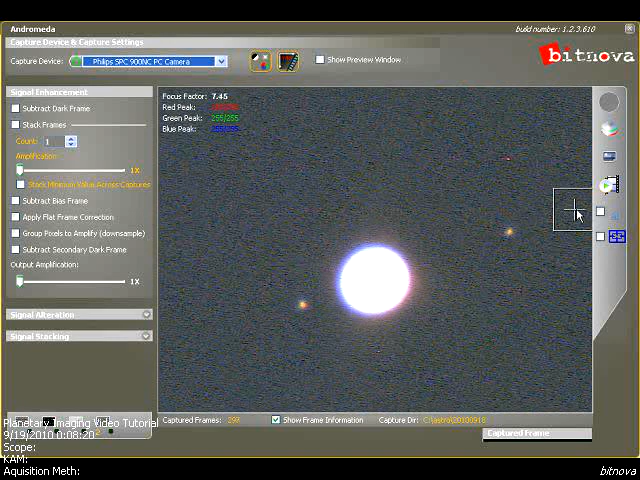 Andromeda
build number: 1.2.3.610
Capture Device & Capture Settings
Capture Device:
Philips SPC 900NC PC Camera
Show Preview Window
bitnova
Signal Enhancement
Subtract Dark Frame
Stack Frames
Count: 1
Amplification:
1X
Stack Minimum Value Across Captures
Subtract Bias Frame
Apply Flat Frame Correction
Group Pixels to Amplify (downsample)
Subtract Secondary Dark Frame
Output Amplification:
1X
Signal Alteration
Signal Stacking
Focus Factor: 7.45
Red Peak:
Green Peak: 255/255
Blue Peak: 255/255
Captured Frames: 297
Show Frame Information
Capture Dir: C:\astro\20100918
Captured Frame
Planetary Imaging Video Tutorial
9/19/2010 0:08:20
Scope:
KAM:
Aquisition Meth:
bitnova